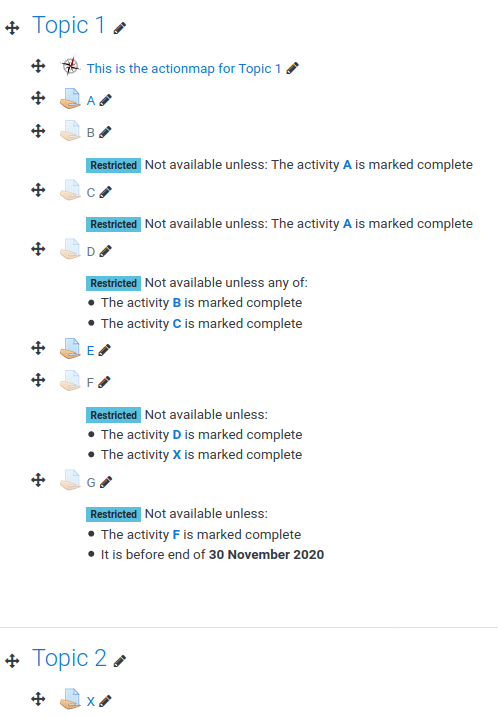 Topic 1
This is the actionmap for Topic 1
A
B
Restricted Not available unless: The activity A is marked complete
C
Restricted Not available unless: The activity A is marked complete
D
Restricted Not available unless any of:
• The activity B is marked complete
• The activity C is marked complete
E
F
Restricted Not available unless:
• The activity D is marked complete
• The activity X is marked complete
G
Restricted Not available unless:
• The activity F is marked complete
• It is before end of 30 November 2020
Topic 2
X